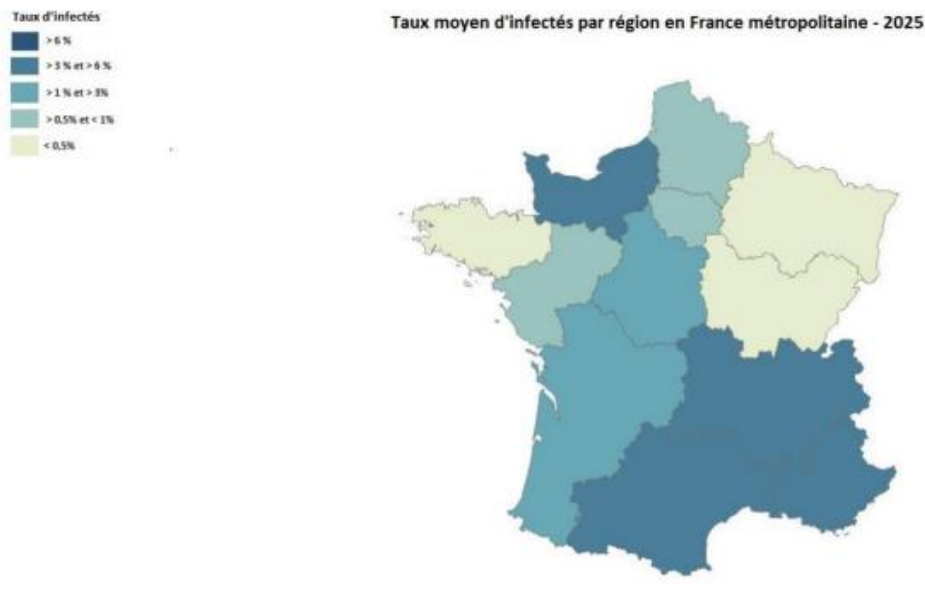 Taux d'infectés
> 6 %
> 3 % et > 6 %
> 1 % et > 3%
> 0,5% et < 1%
< 0,5%
Taux moyen d'infectés par région en France métropolitaine - 2025